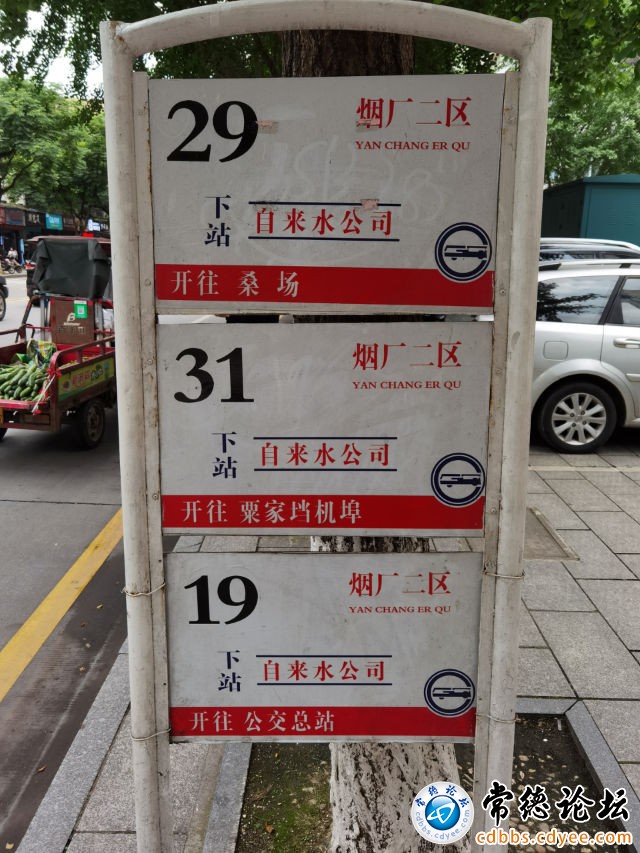 29
烟厂二区
YAN CHANG ER QU
下站
自来水公司
开往 桑场
31
烟厂二区
YAN CHANG ER QU
下站
自来水公司
开往 粟家垱机埠
19
烟厂二区
YAN CHANG ER QU
下站
自来水公司
开往 公交总站
常德论坛
cdbbs.cdyee.com